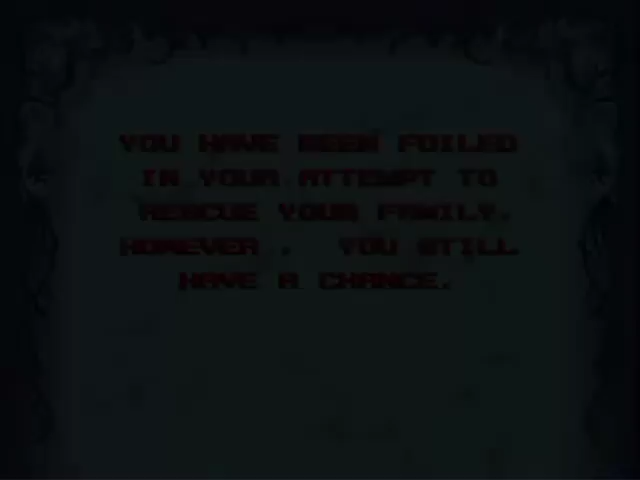 YOU HAVE BEEN FOILED
IN YOUR ATTEMPT TO
RESCUE YOUR FAMILY.
HOWEVER , YOU STILL
HAVE A CHANCE.